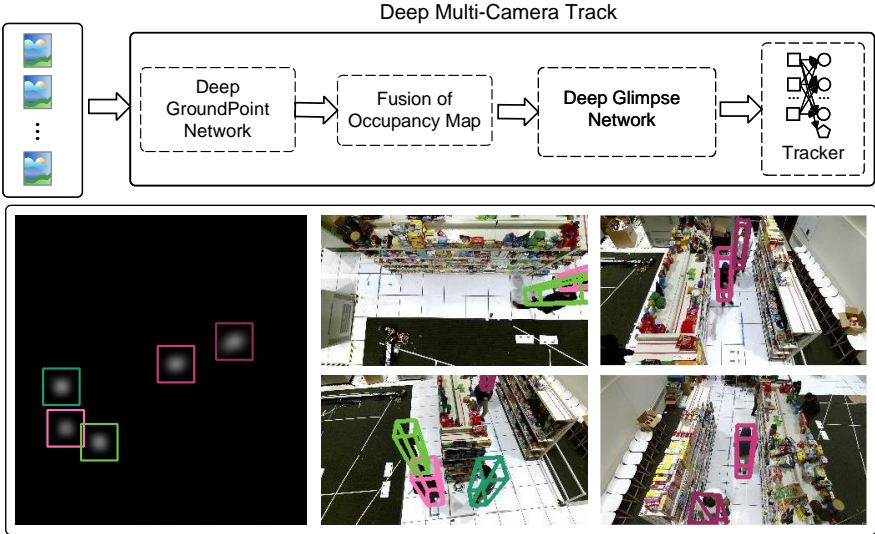 Deep Multi-Camera Track
Deep
GroundPoint
Network
Fusion of
Occupancy Map
Deep Glimpse
Network
Tracker